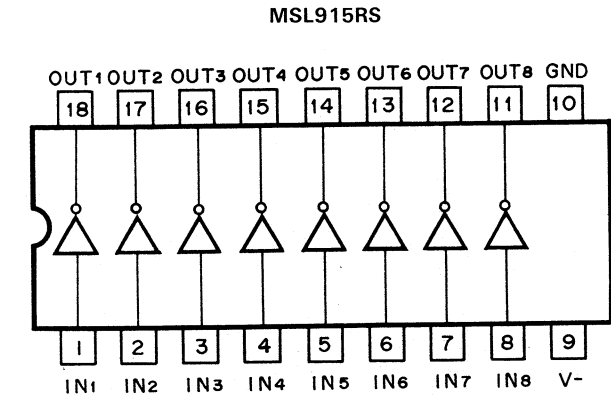 MSL915RS
OUT1 OUT2 OUT3 OUT4 OUT5 OUT6 OUT7 OUT8 GND
18 17 16 15 14 13 12 11 10
1 2 3 4 5 6 7 8 9
IN1 IN2 IN3 IN4 IN5 IN6 IN7 IN8 V-